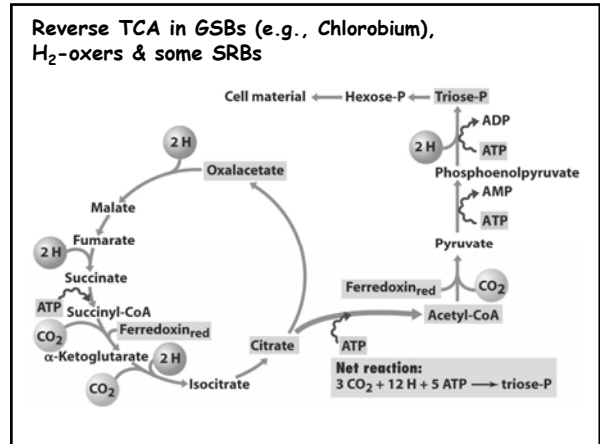 Reverse TCA in GSBs (e.g., Chlorobium),
H₂-oxers & some SRBs
Cell material
Hexose-P
Triose-P
ADP
2 H
ATP
Phosphoenolpyruvate
AMP
ATP
Pyruvate
Ferredoxinred
CO₂
Acetyl-CoA
2 H
Oxalacetate
Malate
Fumarate
2 H
Succinate
ATP
Succinyl-CoA
CO₂
Ferredoxinred
α-Ketoglutarate
2 H
CO₂
Isocitrate
Citrate
ATP
Net reaction:
3 CO₂ + 12 H + 5 ATP ⟶ triose-P